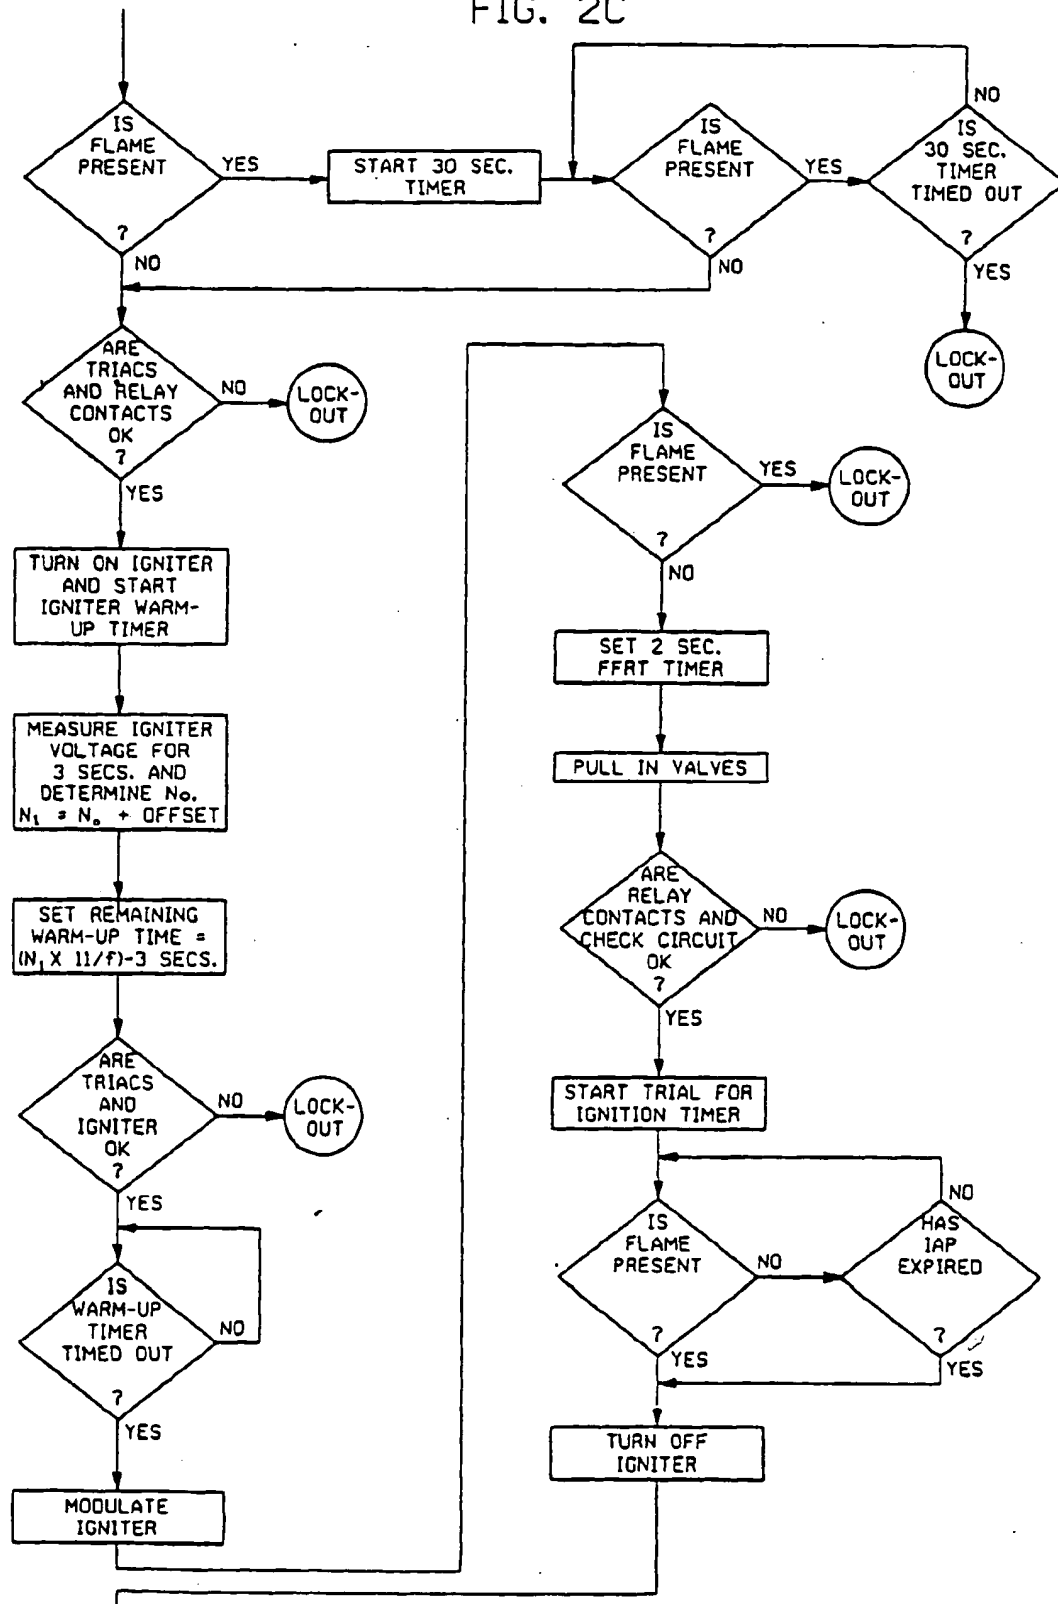 FIG. 2C
IS
FLAME
PRESENT
?
YES
NO
START 30 SEC.
TIMER
IS
FLAME
PRESENT
?
YES
NO
NO
IS
30 SEC.
TIMER
TIMED OUT
?
YES
LOCK-
OUT
ARE
TRIACS
AND RELAY
CONTACTS
OK
?
NO
LOCK-
OUT
YES
TURN ON IGNITER
AND START
IGNITER WARM-
UP TIMER
MEASURE IGNITER
VOLTAGE FOR
3 SECS. AND
DETERMINE No.
N₁ = Nₒ + OFFSET
SET REMAINING
WARM-UP TIME =
(N₁ X 11/f)-3 SECS.
ARE
TRIACS
AND
IGNITER
OK
?
NO
LOCK-
OUT
YES
IS
WARM-UP
TIMER
TIMED OUT
?
NO
YES
MODULATE
IGNITER
IS
FLAME
PRESENT
?
YES
LOCK-
OUT
NO
SET 2 SEC.
FFRT TIMER
PULL IN VALVES
ARE
RELAY
CONTACTS AND
CHECK CIRCUIT
OK
?
NO
LOCK-
OUT
YES
START TRIAL FOR
IGNITION TIMER
IS
FLAME
PRESENT
?
NO
YES
NO
HAS
IAP
EXPIRED
?
YES
TURN OFF
IGNITER